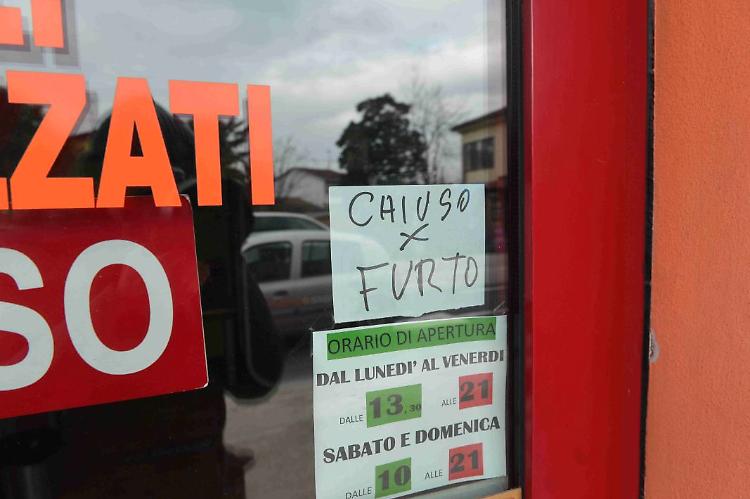 ZZATI
SO
CHIUSO
X
FURTO
ORARIO DI APERTURA
DAL LUNEDI' AL VENERDI
DALLE 13,30 ALLE 21
SABATO E DOMENICA
DALLE 10 ALLE 21